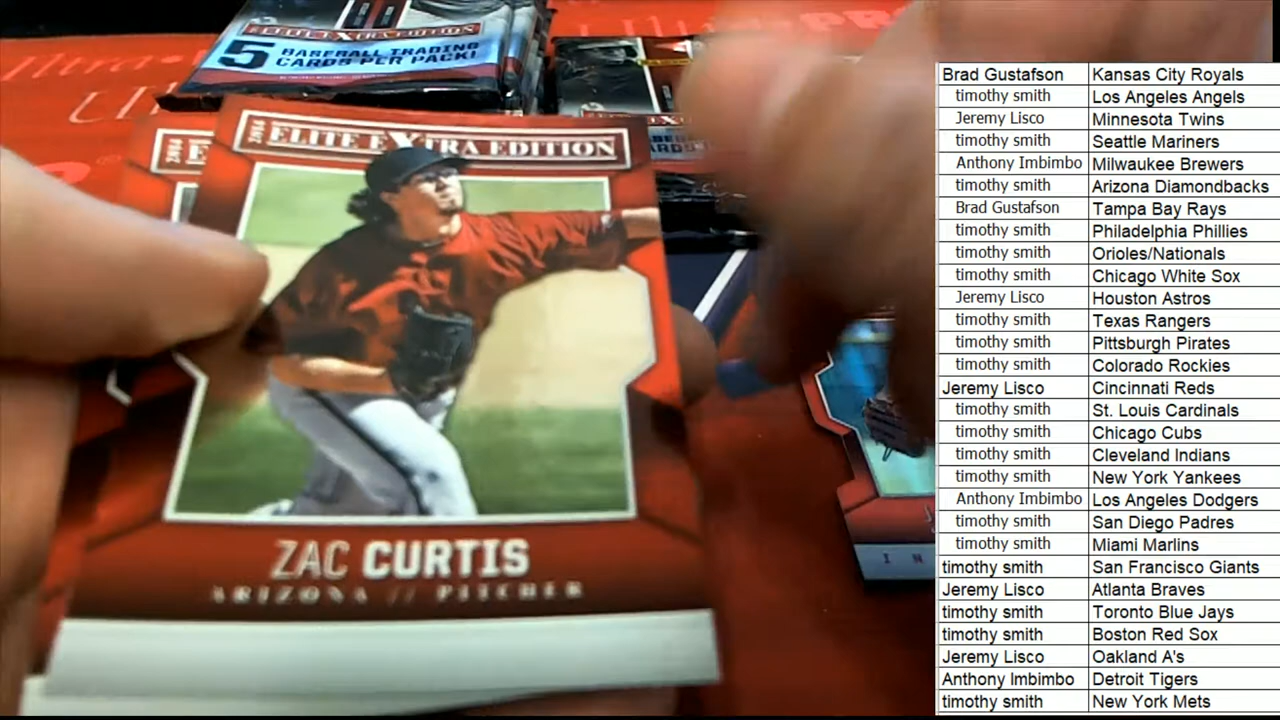 ELITE EXTRA EDITION
5 BASEBALL TRADING
CARDS PER PACK!
2014 ELITE EXTRA EDITION
2014 E
ZAC CURTIS
ARIZONA // PITCHER
I N
Brad Gustafson Kansas City Royals
timothy smith Los Angeles Angels
Jeremy Lisco Minnesota Twins
timothy smith Seattle Mariners
Anthony Imbimbo Milwaukee Brewers
timothy smith Arizona Diamondbacks
Brad Gustafson Tampa Bay Rays
timothy smith Philadelphia Phillies
timothy smith Orioles/Nationals
timothy smith Chicago White Sox
Jeremy Lisco Houston Astros
timothy smith Texas Rangers
timothy smith Pittsburgh Pirates
timothy smith Colorado Rockies
Jeremy Lisco Cincinnati Reds
timothy smith St. Louis Cardinals
timothy smith Chicago Cubs
timothy smith Cleveland Indians
timothy smith New York Yankees
Anthony Imbimbo Los Angeles Dodgers
timothy smith San Diego Padres
timothy smith Miami Marlins
timothy smith San Francisco Giants
Jeremy Lisco Atlanta Braves
timothy smith Toronto Blue Jays
timothy smith Boston Red Sox
Jeremy Lisco Oakland A's
Anthony Imbimbo Detroit Tigers
timothy smith New York Mets